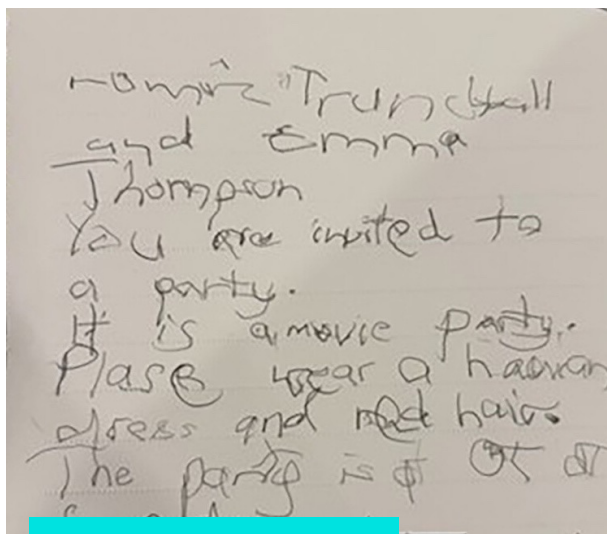 and Emma
Thompson
You are invited to
a party.
It is a movie party.
Plase wear a
dress and red hair.
The party is